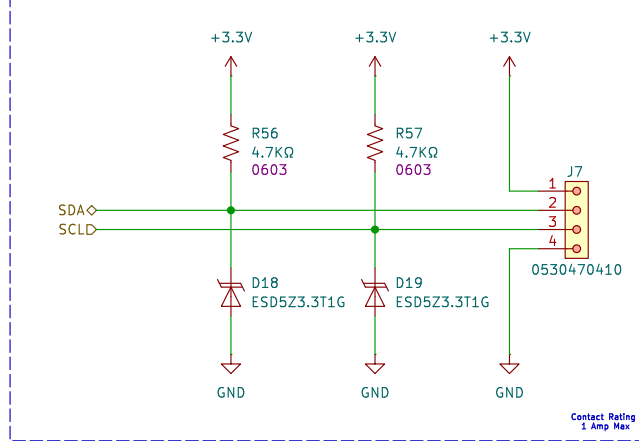 +3.3V
+3.3V
+3.3V
R56
4.7KΩ
0603
R57
4.7KΩ
0603
J7
1
2
3
4
SDA
SCL
0530470410
D18
ESD5Z3.3T1G
D19
ESD5Z3.3T1G
GND
GND
GND
Contact Rating
1 Amp Max